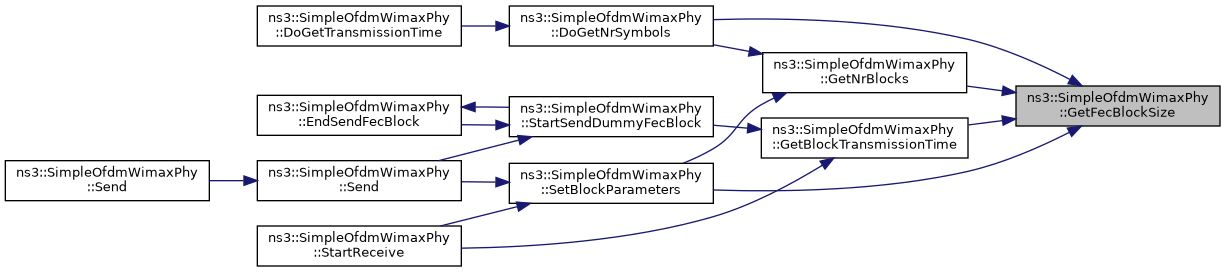 ns3::SimpleOfdmWimaxPhy
::DoGetTransmissionTime
ns3::SimpleOfdmWimaxPhy
::DoGetNrSymbols
ns3::SimpleOfdmWimaxPhy
::GetNrBlocks
ns3::SimpleOfdmWimaxPhy
::GetFecBlockSize
ns3::SimpleOfdmWimaxPhy
::EndSendFecBlock
ns3::SimpleOfdmWimaxPhy
::StartSendDummyFecBlock
ns3::SimpleOfdmWimaxPhy
::GetBlockTransmissionTime
ns3::SimpleOfdmWimaxPhy
::Send
ns3::SimpleOfdmWimaxPhy
::Send
ns3::SimpleOfdmWimaxPhy
::SetBlockParameters
ns3::SimpleOfdmWimaxPhy
::StartReceive